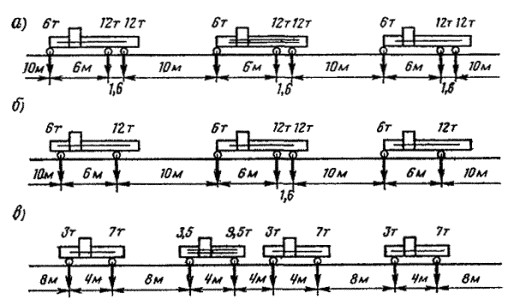 а) 6т 12т 12т 6т 12т 12т 6т 12т 12т
10м 6м 10м 6м 10м 6м 10м
1,6 1,6 1,6
б)
6т 12т 6т 12т 12т 6т 12т
10м 6м 10м 6м 10м 6м 10м
1,6
в)
3т 7т 3,5 9,5т 3т 7т 3т 7т
8м 4м 8м 4м 4м 4м 8м 4м 8м